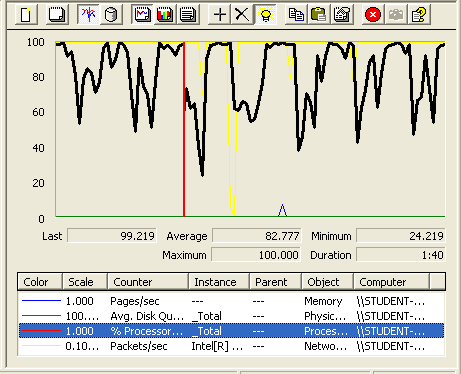 100
80
60
40
20
0
Last 99.219 Average 82.777 Minimum 24.219
Maximum 100.000 Duration 1:40
Color Scale Counter Instance Parent Object Computer
1.000 Pages/sec --- --- Memory \\STUDENT-...
100.... Avg. Disk Qu... _Total --- Physic... \\STUDENT-...
1.000 % Processor... _Total --- Proces... \\STUDENT-...
0.10... Packets/sec Intel[R] ... --- Netwo... \\STUDENT-...